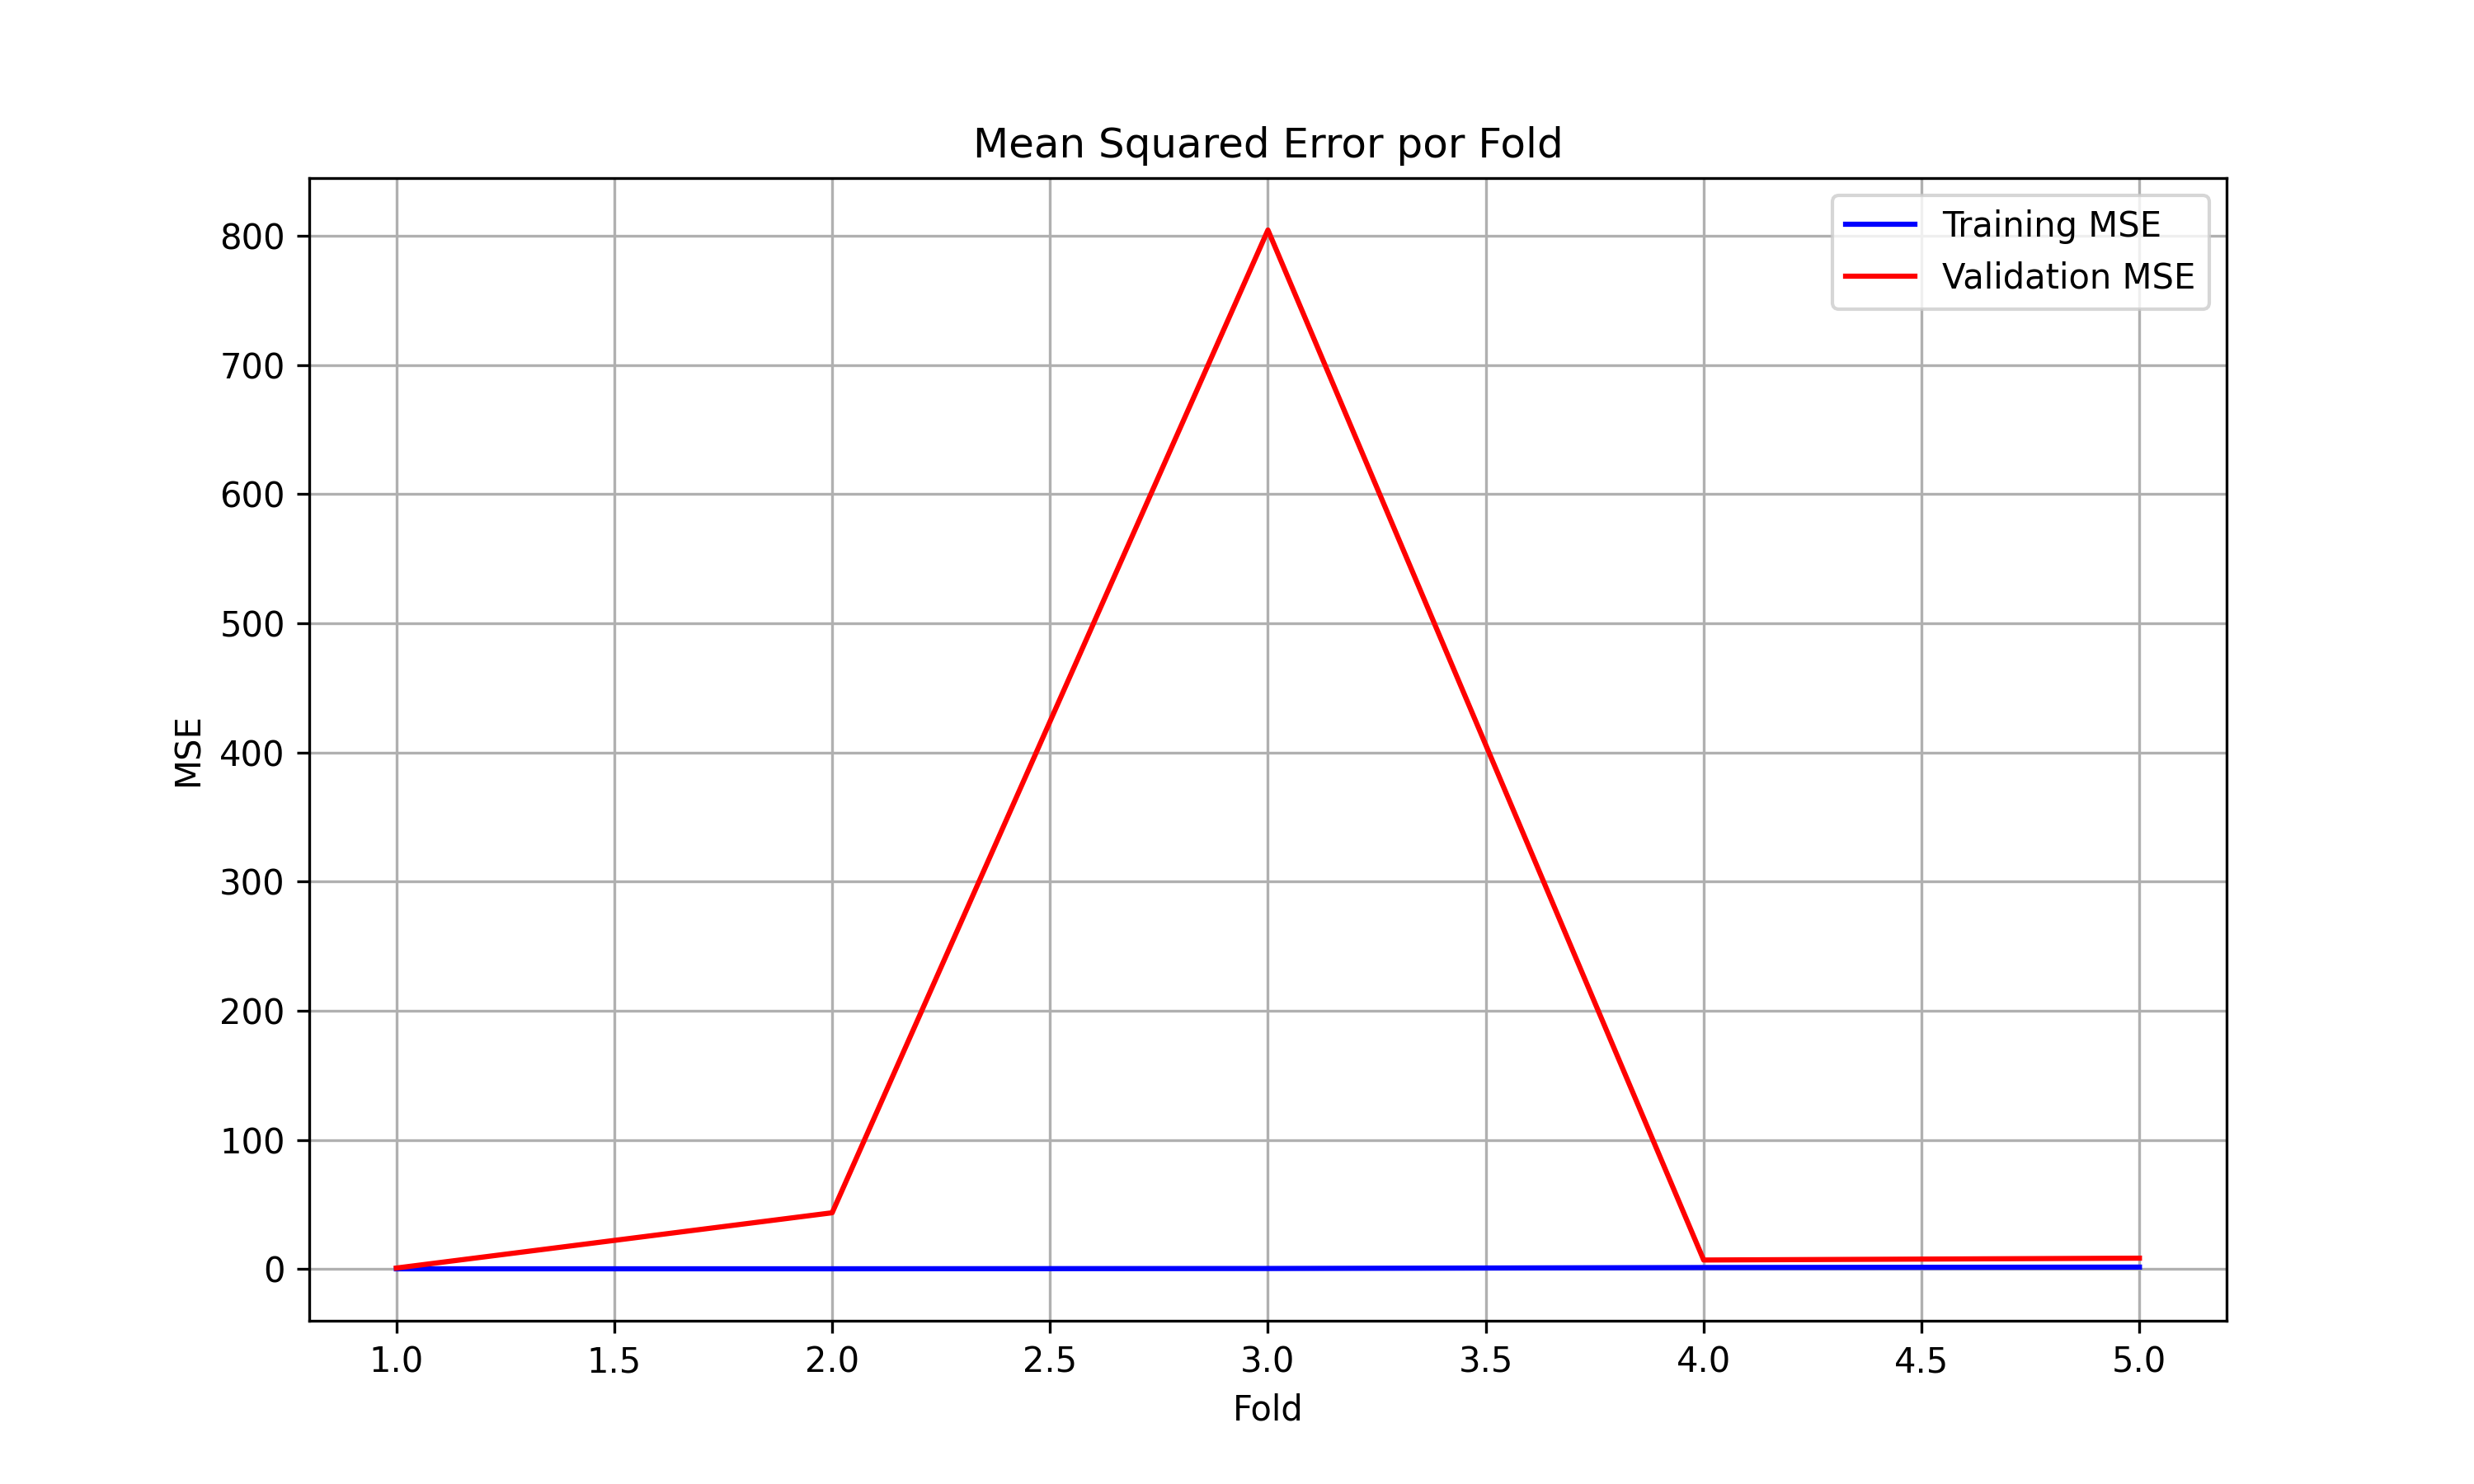 Mean Squared Error por Fold
Training MSE
Validation MSE
800
700
600
500
400
300
200
100
0
MSE
1.0 1.5 2.0 2.5 3.0 3.5 4.0 4.5 5.0
Fold